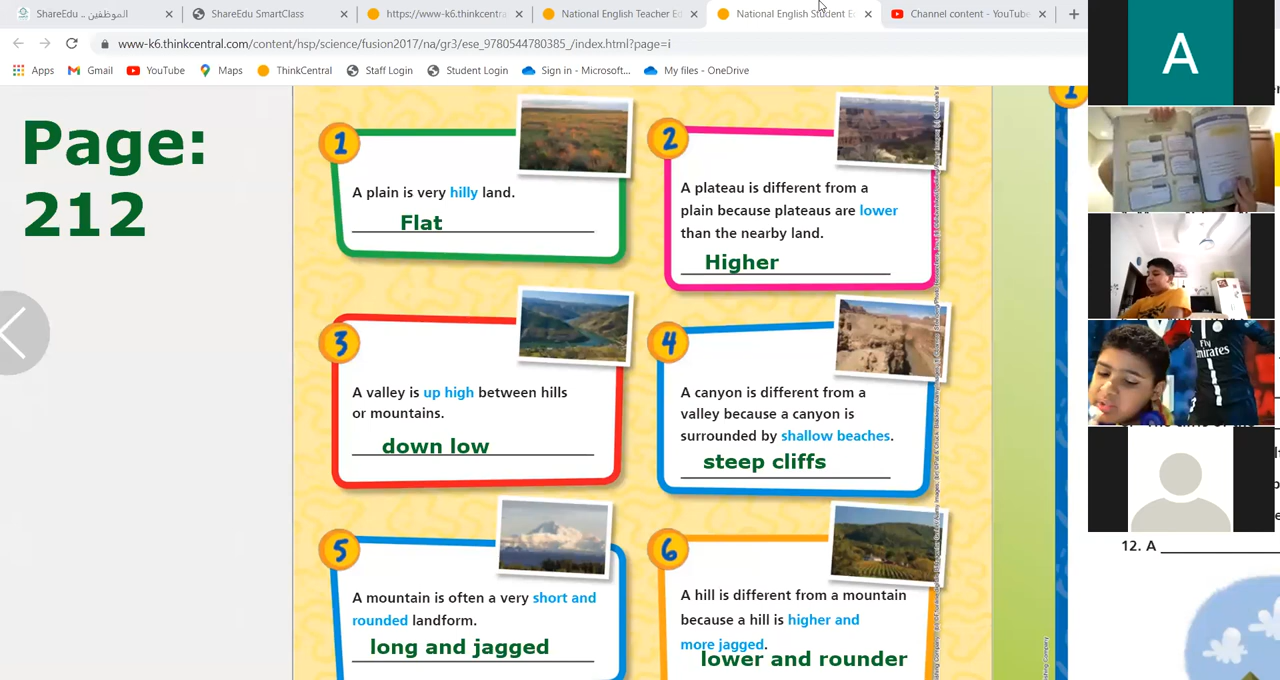 ShareEdu .. الموظفين
ShareEdu SmartClass
https://www-k6.thinkcentra
National English Teacher Ed
National English Student Ed
Channel content - YouTube
www-k6.thinkcentral.com/content/hsp/science/fusion2017/na/gr3/ese_9780544780385_/index.html?page=i
Apps
Gmail
YouTube
Maps
ThinkCentral
Staff Login
Student Login
Sign in - Microsoft...
My files - OneDrive
Page:
212
1
A plain is very hilly land.
Flat
2
A plateau is different from a
plain because plateaus are lower
than the nearby land.
Higher
3
A valley is up high between hills
or mountains.
down low
4
A canyon is different from a
valley because a canyon is
surrounded by shallow beaches.
steep cliffs
5
A mountain is often a very short and
rounded landform.
long and jagged
6
A hill is different from a mountain
because a hill is higher and
more jagged.
lower and rounder
1
A
Fly
Emirates
12. A